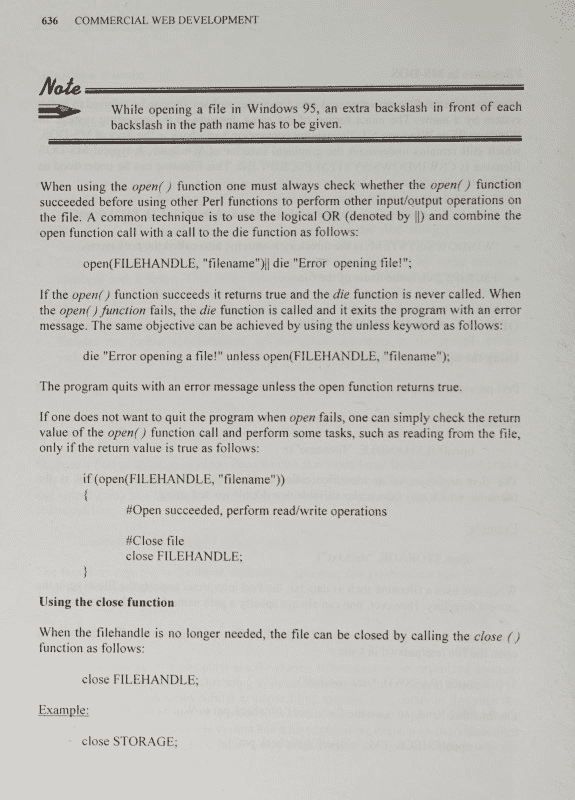 636 COMMERCIAL WEB DEVELOPMENT
Note
While opening a file in Windows 95, an extra backslash in front of each
backslash in the path name has to be given.
When using the open( ) function one must always check whether the open( ) function
succeeded before using other Perl functions to perform other input/output operations on
the file. A common technique is to use the logical OR (denoted by ||) and combine the
open function call with a call to the die function as follows:
open(FILEHANDLE, "filename")|| die "Error opening file!";
If the open( ) function succeeds it returns true and the die function is never called. When
the open( ) function fails, the die function is called and it exits the program with an error
message. The same objective can be achieved by using the unless keyword as follows:
die "Error opening a file!" unless open(FILEHANDLE, "filename");
The program quits with an error message unless the open function returns true.
If one does not want to quit the program when open fails, one can simply check the return
value of the open( ) function call and perform some tasks, such as reading from the file,
only if the return value is true as follows:
if (open(FILEHANDLE, "filename"))
{
#Open succeeded, perform read/write operations
#Close file
close FILEHANDLE;
}
Using the close function
When the filehandle is no longer needed, the file can be closed by calling the close ( )
function as follows:
close FILEHANDLE;
Example:
close STORAGE;